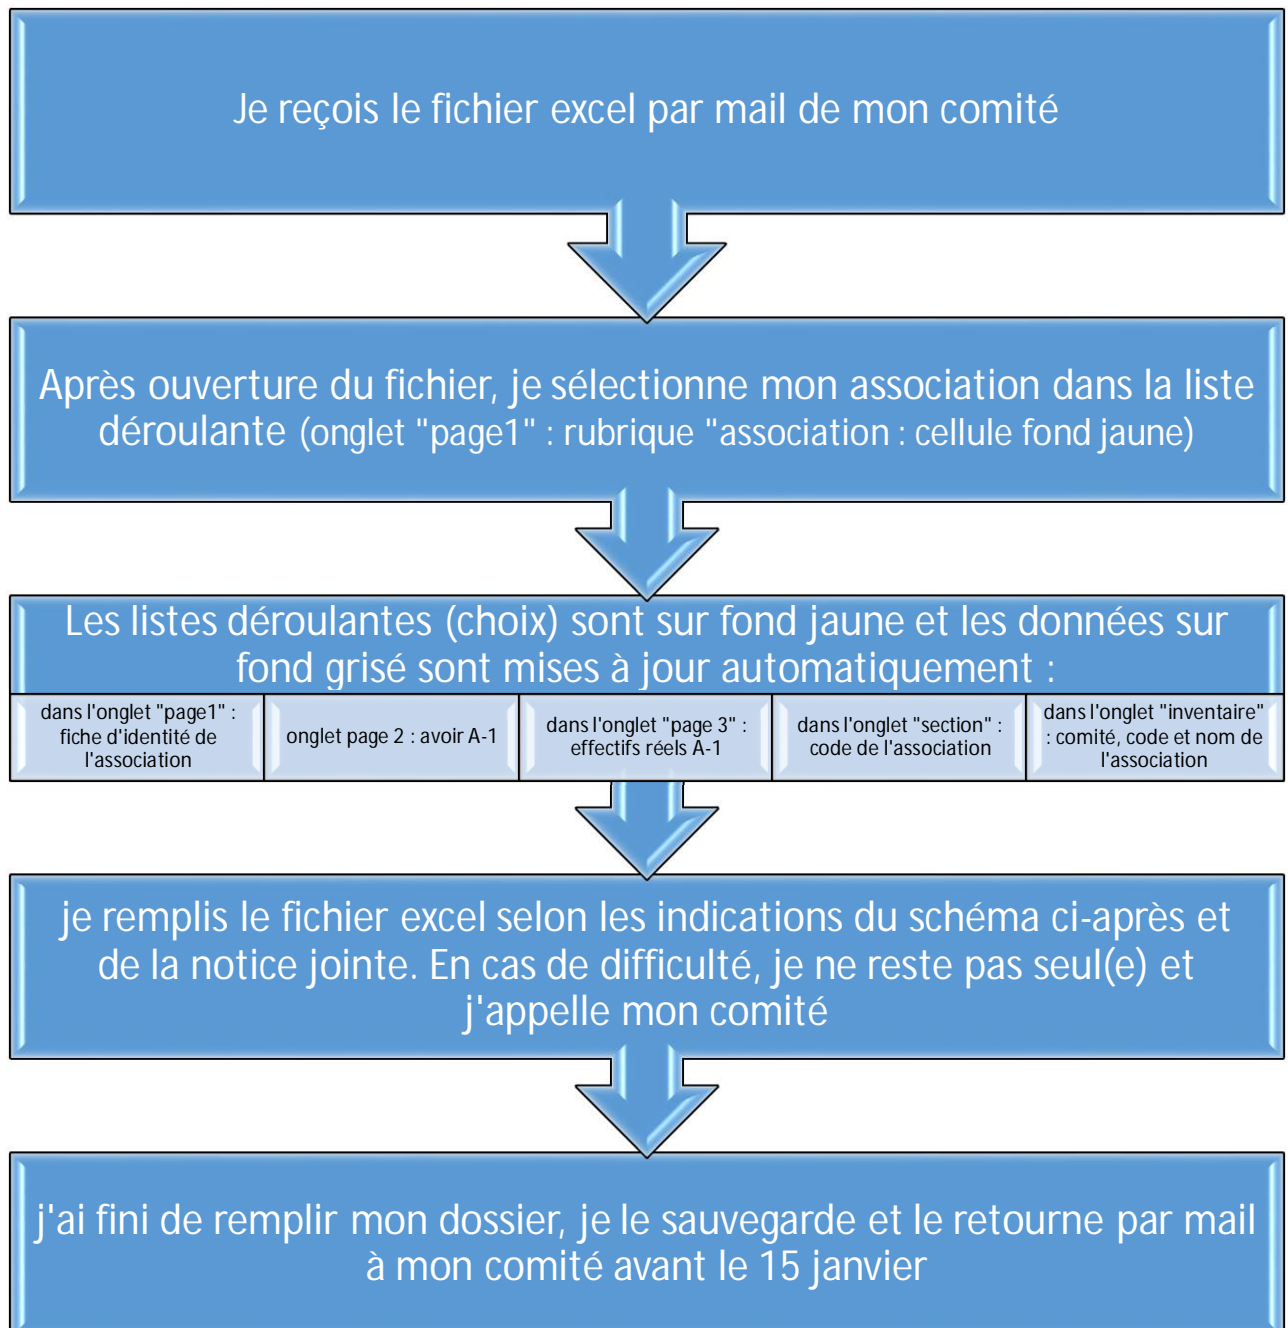 Je reçois le fichier excel par mail de mon comité
Après ouverture du fichier, je sélectionne mon association dans la liste
déroulante (onglet "page1" : rubrique "association : cellule fond jaune)
Les listes déroulantes (choix) sont sur fond jaune et les données sur
fond grisé sont mises à jour automatiquement :
dans l'onglet "page1" :
fiche d'identité de
l'association
onglet page 2 : avoir A-1
dans l'onglet "page 3" :
effectifs réels A-1
dans l'onglet "section" :
code de l'association
dans l'onglet "inventaire"
: comité, code et nom de
l'association
je remplis le fichier excel selon les indications du schéma ci-après et
de la notice jointe. En cas de difficulté, je ne reste pas seul(e) et
j'appelle mon comité
j'ai fini de remplir mon dossier, je le sauvegarde et le retourne par mail
à mon comité avant le 15 janvier